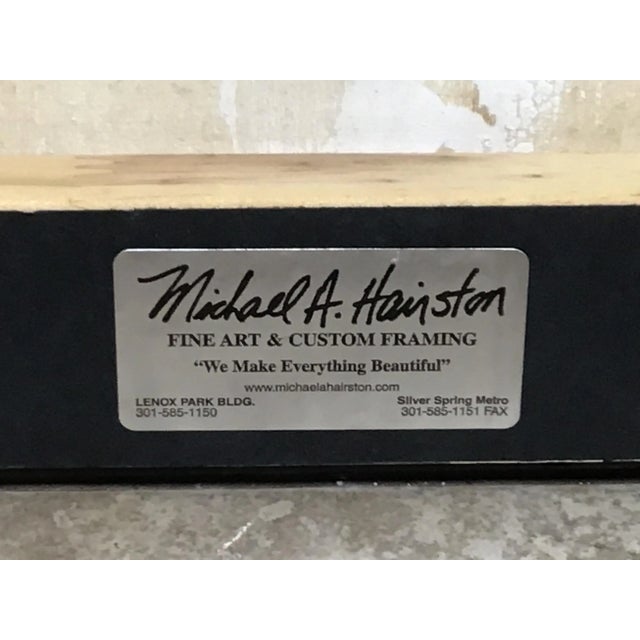 Michael A. Hairston
FINE ART & CUSTOM FRAMING
“We Make Everything Beautiful”
www.michaelahairston.com
LENOX PARK BLDG. Silver Spring Metro
301-585-1150 301-585-1151 FAX